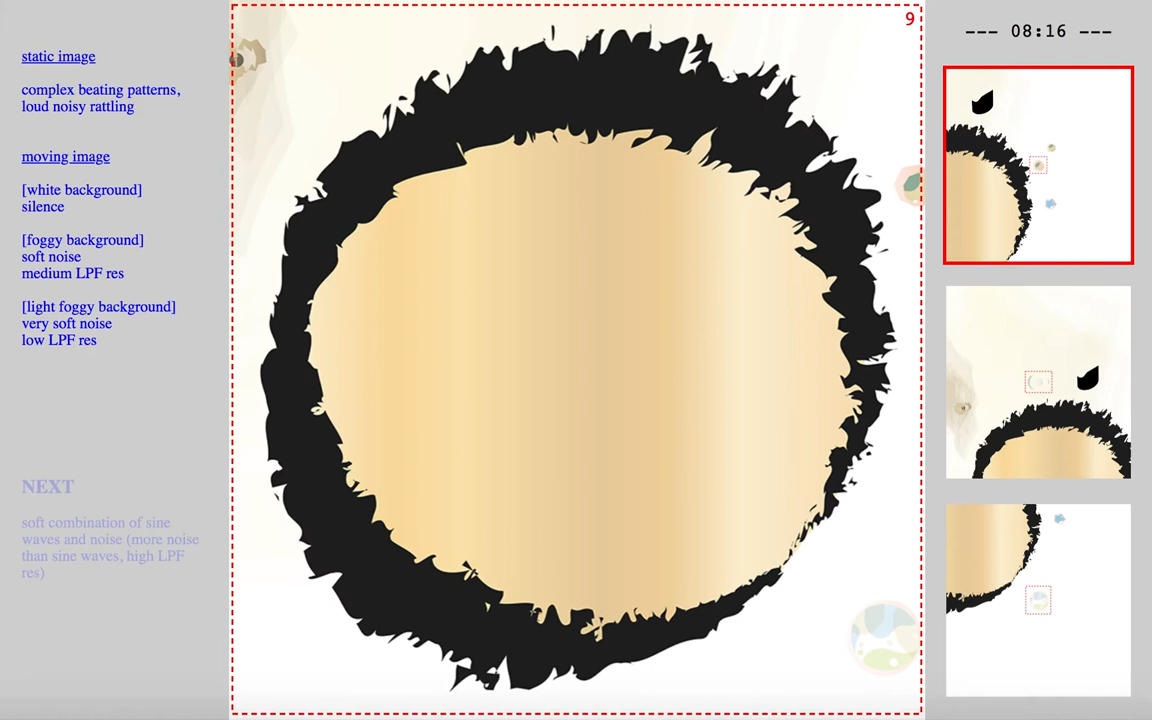 static image
complex beating patterns,
loud noisy rattling
moving image
[white background]
silence
[foggy background]
soft noise
medium LPF res
[light foggy background]
very soft noise
low LPF res
NEXT
soft combination of sine
waves and noise (more noise
than sine waves, high LPF
res)
9
--- 08:16 ---